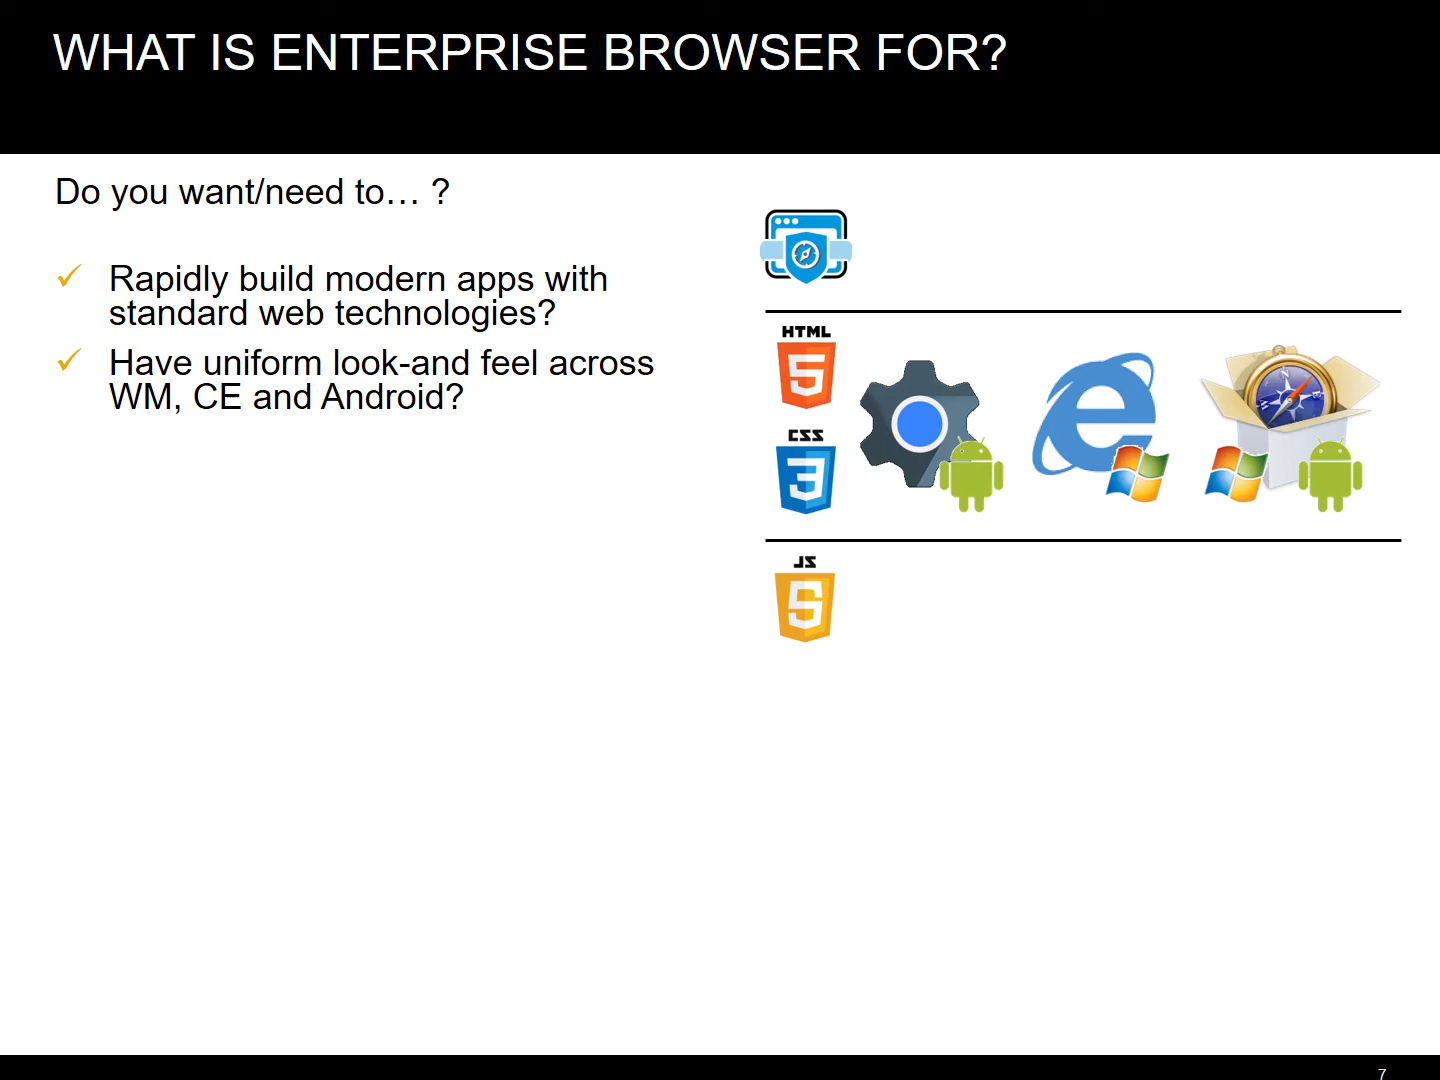 WHAT IS ENTERPRISE BROWSER FOR?
Do you want/need to… ?
✓ Rapidly build modern apps with
standard web technologies?
✓ Have uniform look-and feel across
WM, CE and Android?
HTML
5
CSS
3
JS
5
N
W
E
7